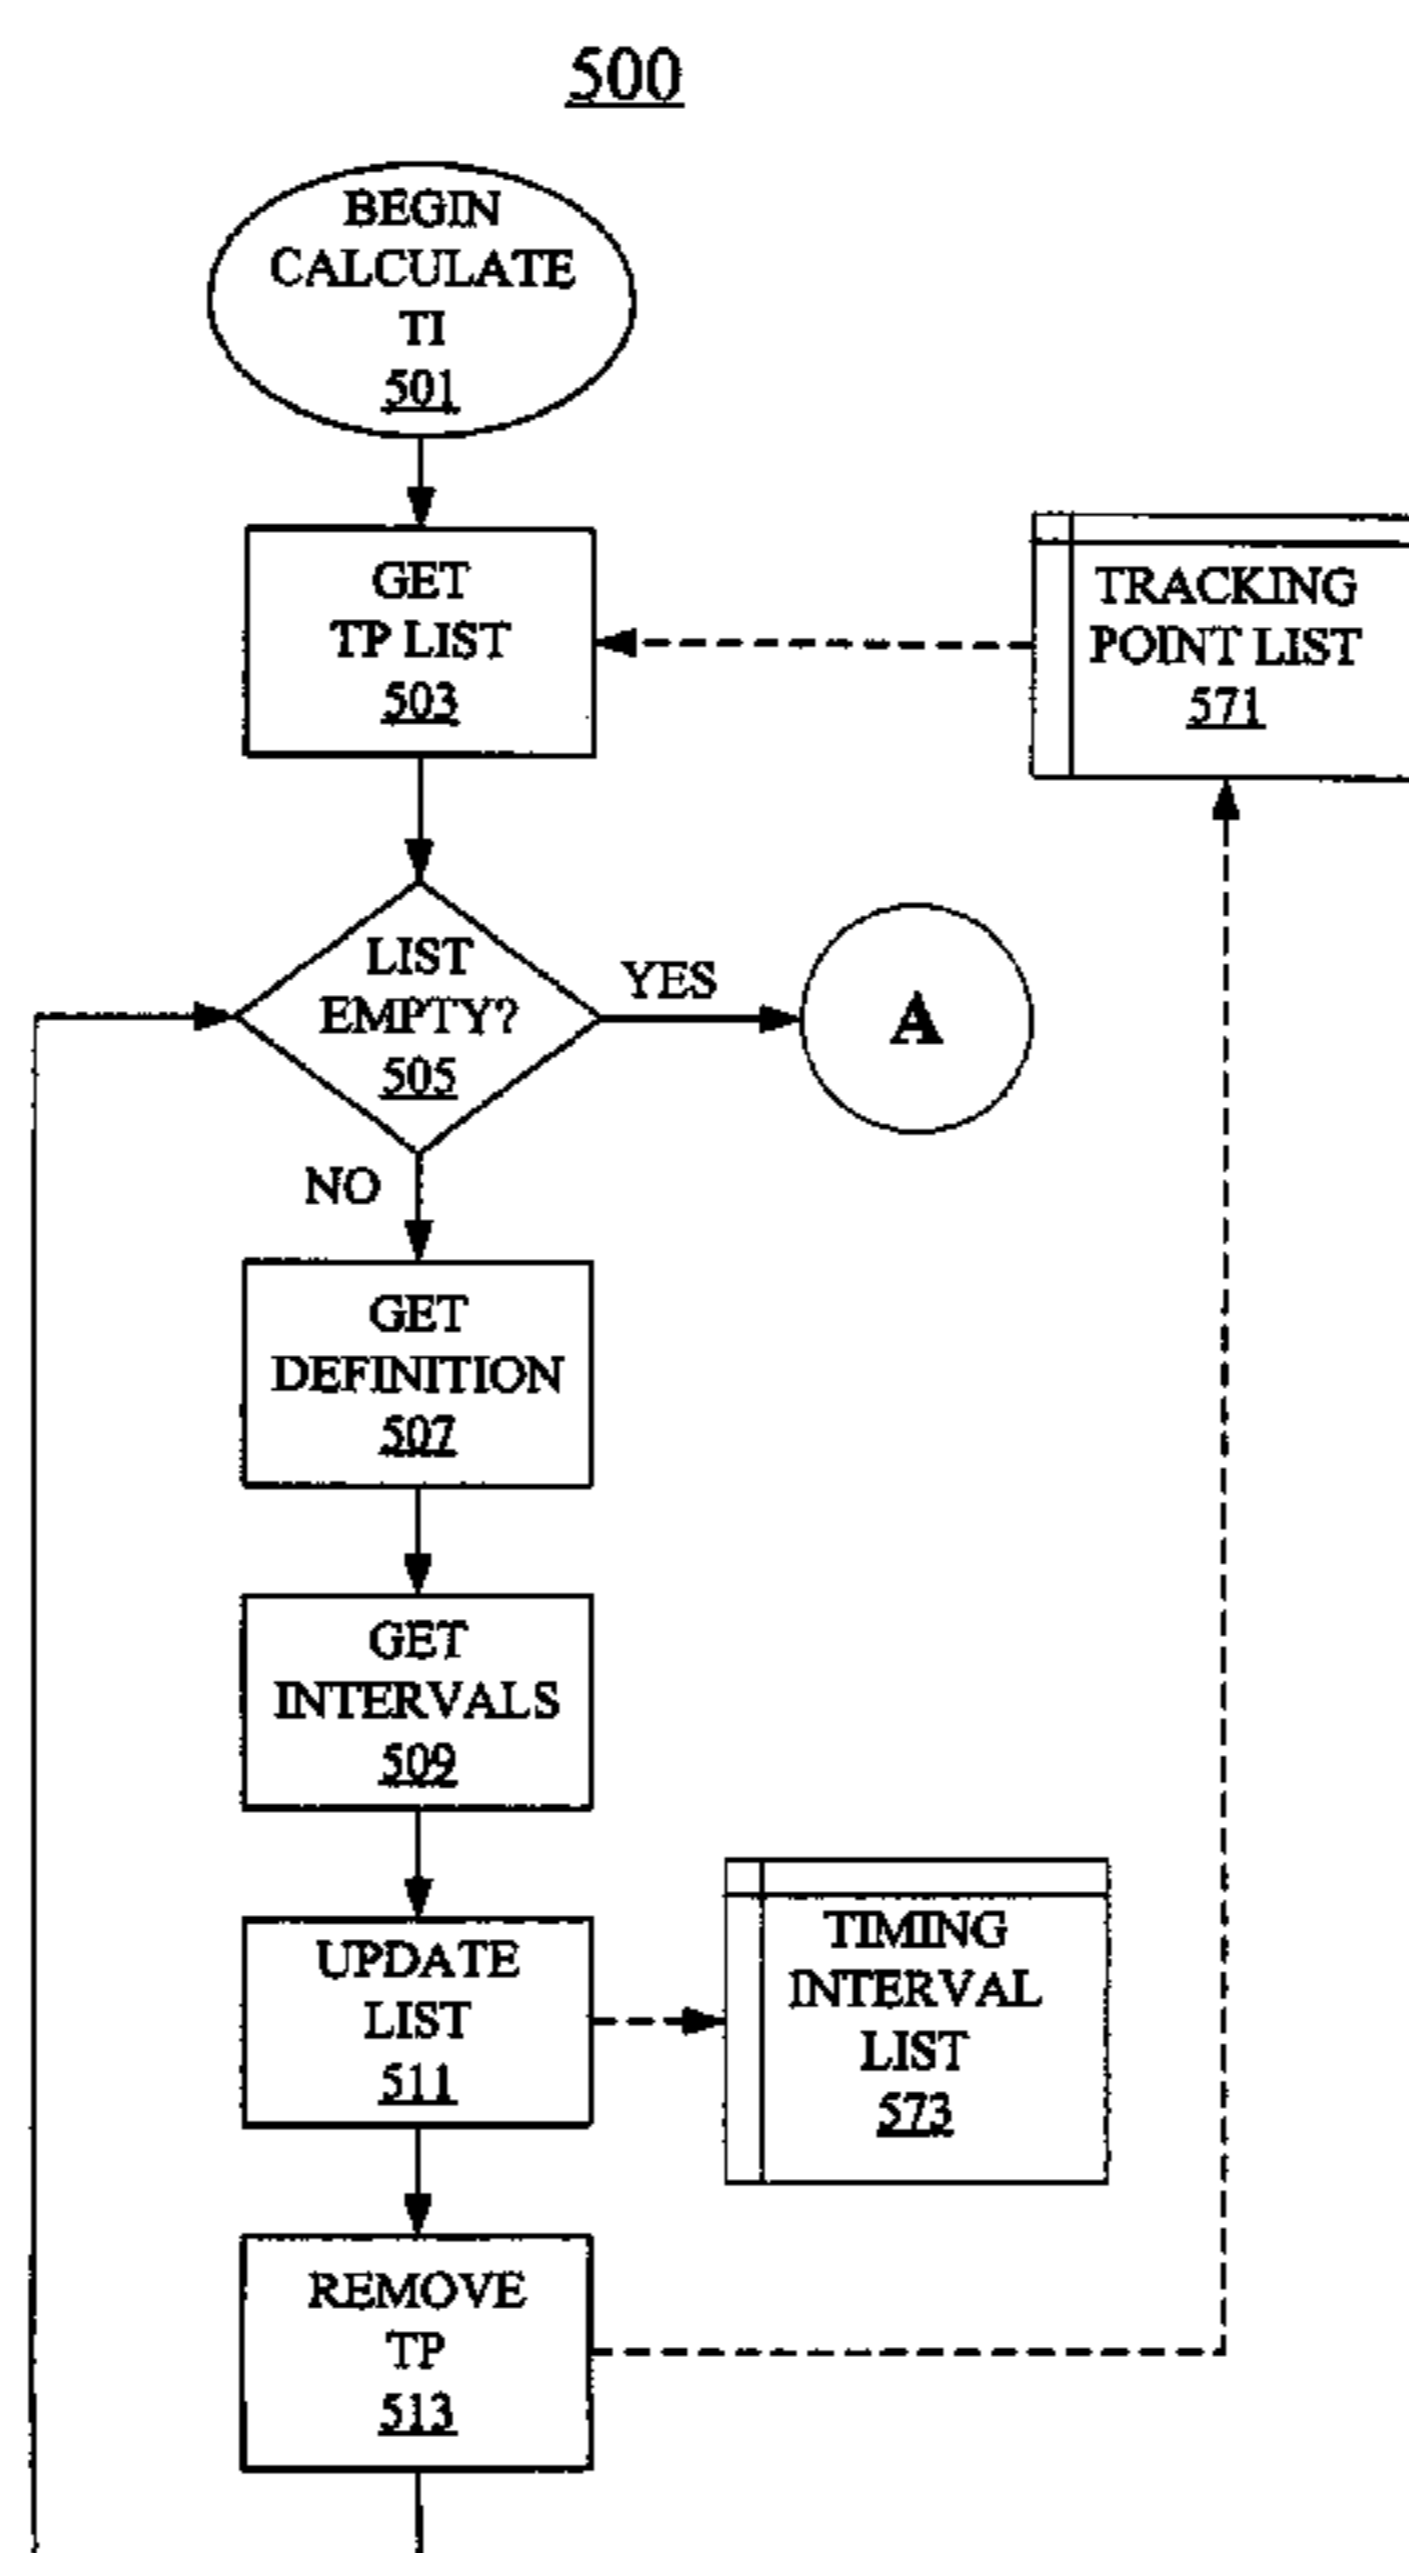 500
BEGIN
CALCULATE
TI
501
GET
TP LIST
503
TRACKING
POINT LIST
571
LIST
EMPTY?
505
YES
A
NO
GET
DEFINITION
507
GET
INTERVALS
509
UPDATE
LIST
511
TIMING
INTERVAL
LIST
573
REMOVE
TP
513